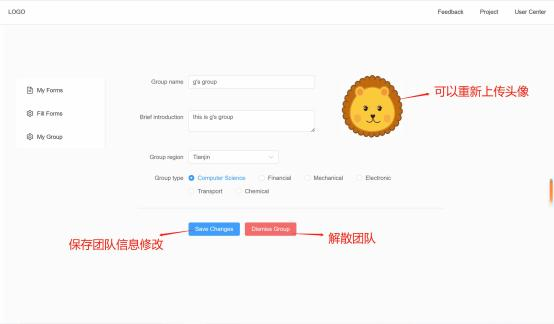 LOGO
Feedback Project User Center
My Forms
Fill Forms
My Group
Group name g's group
可以重新上传头像
Brief introduction this is g's group
Group region Tianjin
Group type Computer Science Financial Mechanical Electronic
Transport Chemical
Save Changes Dismiss Group
保存团队信息修改
解散团队